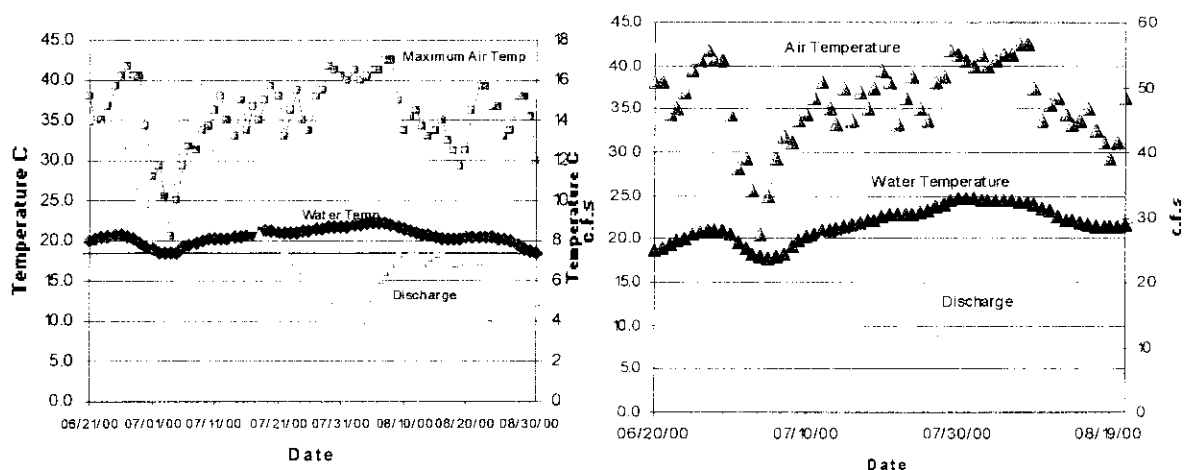 45.0
40.0
35.0
30.0
25.0
20.0
15.0
10.0
5.0
0.0
Temperature C
18
16
14
12
10
8
6
4
2
0
c.f.s
Maximum Air Temp
Water Temp
Discharge
06/21/00 07/01/00 07/11/00 07/21/00 07/31/00 08/10/00 08/20/00 08/30/00
Date
45.0
40.0
35.0
30.0
25.0
20.0
15.0
10.0
5.0
0.0
Temperature C
60
50
40
30
20
10
0
c.f.s
Air Temperature
Water Temperature
Discharge
06/20/00 07/10/00 07/30/00 08/19/00
Date